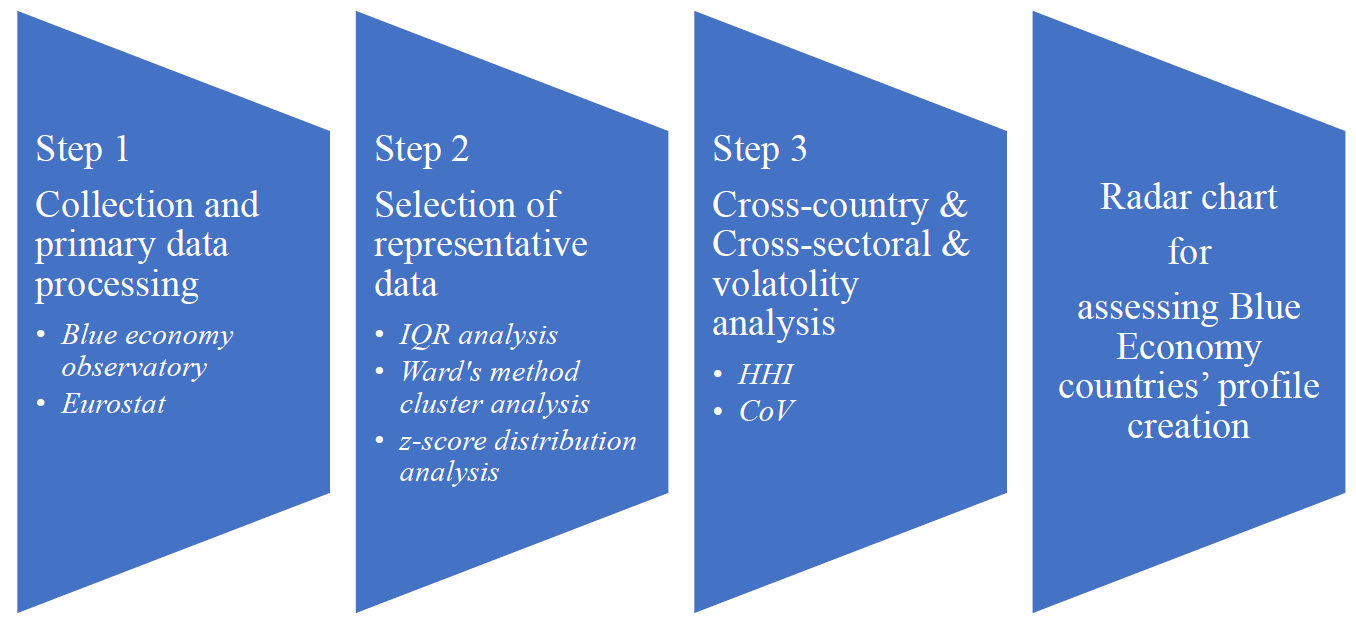 Step 1
Collection and
primary data
processing
• Blue economy
observatory
• Eurostat
Step 2
Selection of
representative
data
• IQR analysis
• Ward's method
cluster analysis
• z-score distribution
analysis
Step 3
Cross-country &
Cross-sectoral &
volatolity
analysis
• HHI
• CoV
Radar chart
for
assessing Blue
Economy
countries’ profile
creation